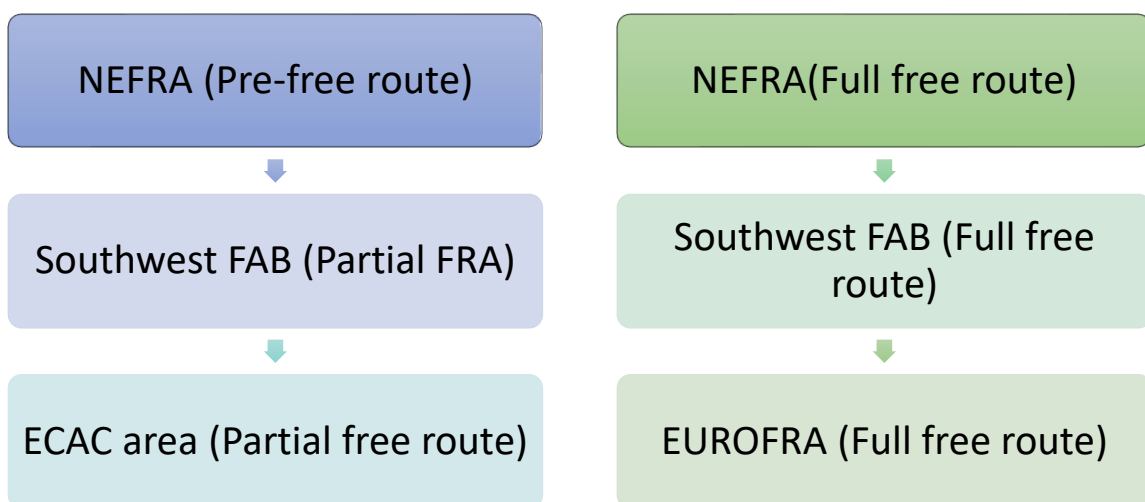 NEFRA (Pre-free route)
Southwest FAB (Partial FRA)
ECAC area (Partial free route)
NEFRA(Full free route)
Southwest FAB (Full free
route)
EUROFRA (Full free route)